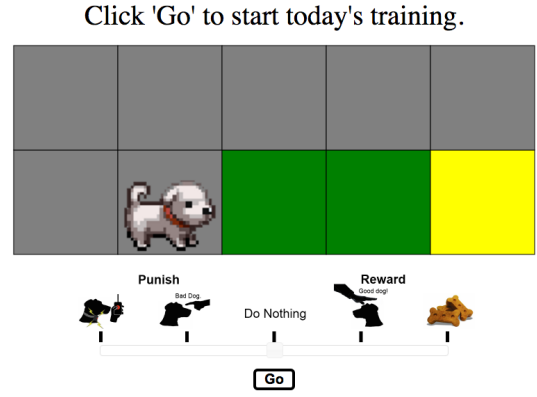 Click 'Go' to start today's training.
Punish
Reward
Bad Dog.
Good dog!
Do Nothing
Go